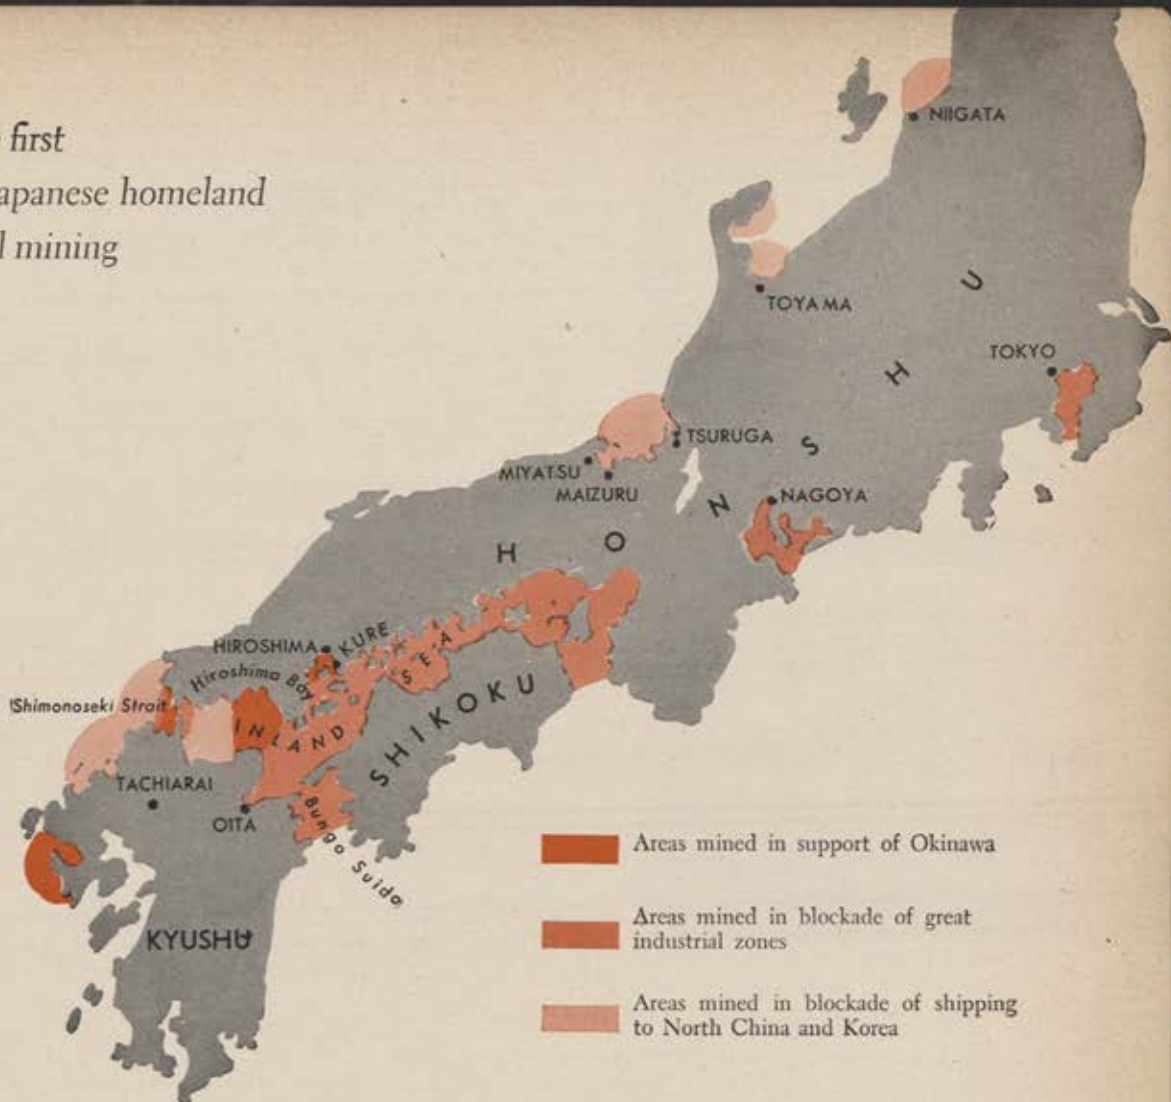 first
apanese homeland
l mining
NIIGATA
TOYAMA
TOKYO
TSURUGA
MIYATSU
MAIZURU
NAGOYA
HONSHU
HIROSHIMA
KURE
Hiroshima Bay
Shimonoseki Strait
INLAND SEA
SHIKOKU
TACHIARAI
OITA
Bungo Suido
KYUSHU
Areas mined in support of Okinawa
Areas mined in blockade of great
industrial zones
Areas mined in blockade of shipping
to North China and Korea